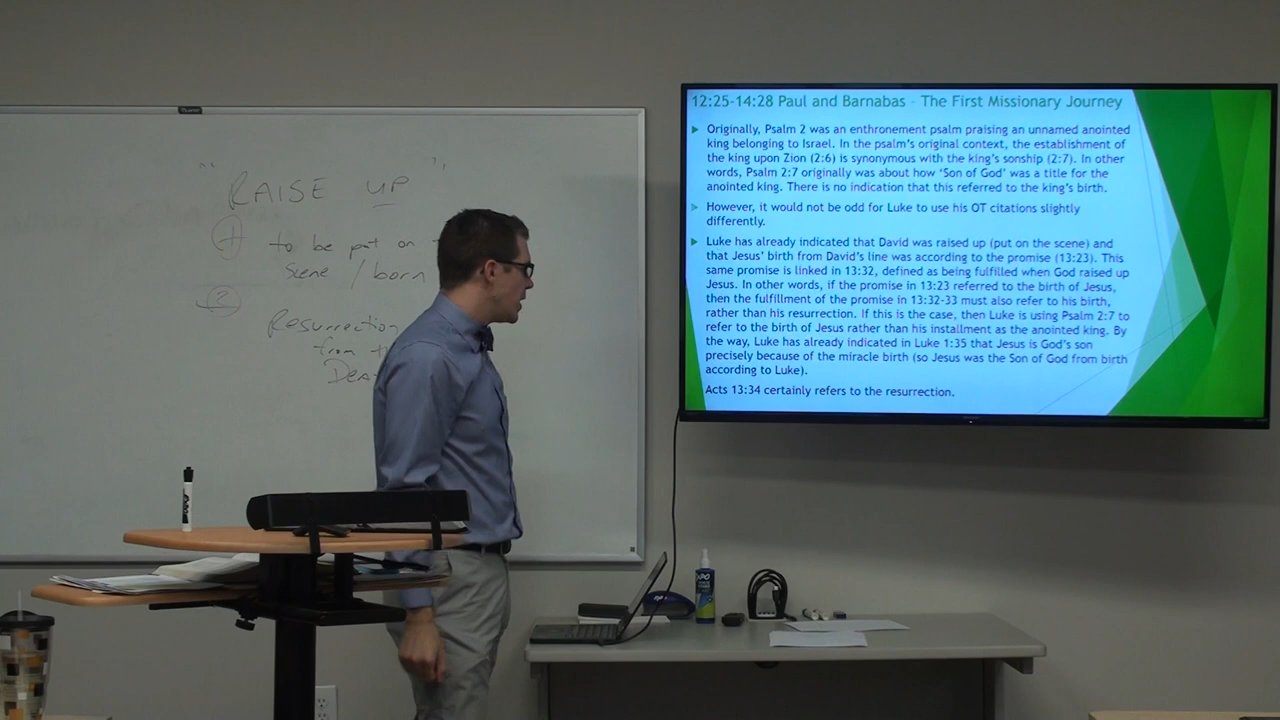 " RAISE UP "
① to be put on
scene / born
②
Resurrection
from th
Dea
12:25-14:28 Paul and Barnabas – The First Missionary Journey
Originally, Psalm 2 was an enthronement psalm praising an unnamed anointed
king belonging to Israel. In the psalm's original context, the establishment of
the king upon Zion (2:6) is synonymous with the king's sonship (2:7). In other
words, Psalm 2:7 originally was about how 'Son of God' was a title for the
anointed king. There is no indication that this referred to the king's birth.
However, it would not be odd for Luke to use his OT citations slightly
differently.
Luke has already indicated that David was raised up (put on the scene) and
that Jesus' birth from David's line was according to the promise (13:23). This
same promise is linked in 13:32, defined as being fulfilled when God raised up
Jesus. In other words, if the promise in 13:23 referred to the birth of Jesus,
then the fulfillment of the promise in 13:32-33 must also refer to his birth,
rather than his resurrection. If this is the case, then Luke is using Psalm 2:7 to
refer to the birth of Jesus rather than his installment as the anointed king. By
the way, Luke has already indicated in Luke 1:35 that Jesus is God's son
precisely because of the miracle birth (so Jesus was the Son of God from birth
according to Luke).
Acts 13:34 certainly refers to the resurrection.
EXPO